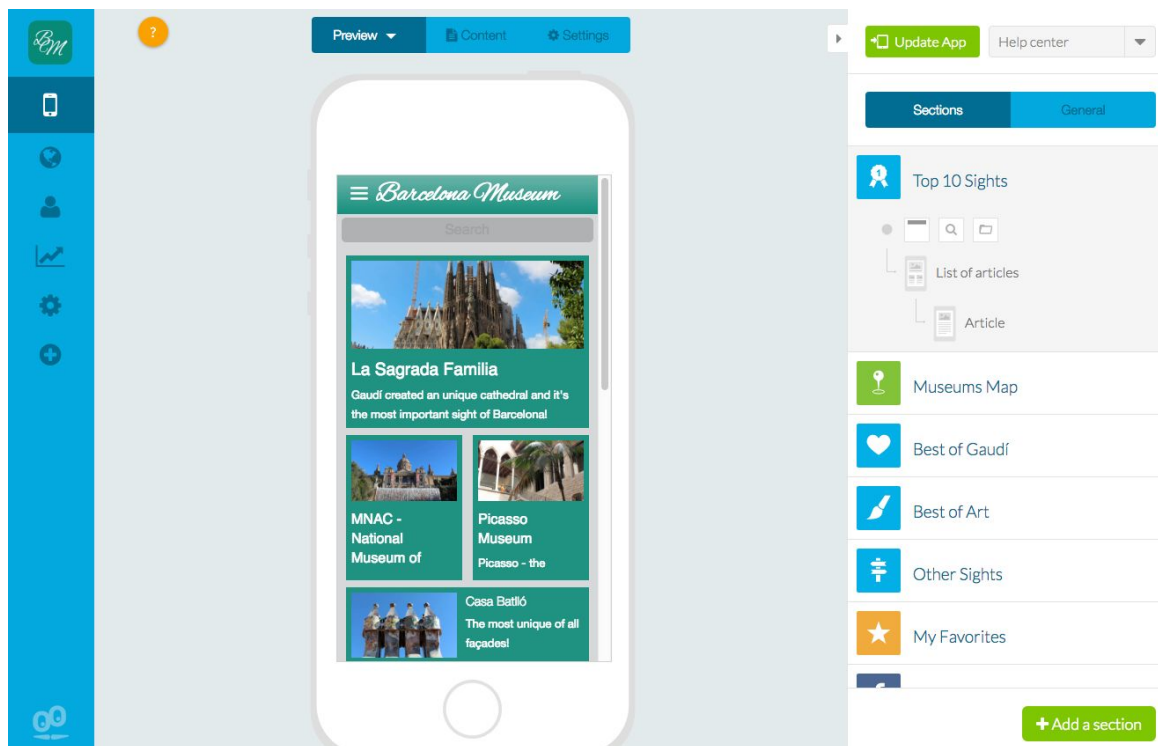 BM
?
Preview
Content
Settings
Update App
Help center
Sections
General
Barcelona Museum
Search
La Sagrada Familia
Gaudí created an unique cathedral and it's
the most important sight of Barcelona!
MNAC -
National
Museum of
Picasso
Museum
Picasso - the
Casa Batlló
The most unique of all
façades!
1
Top 10 Sights
List of articles
Article
Museums Map
Best of Gaudí
Best of Art
Other Sights
My Favorites
+ Add a section